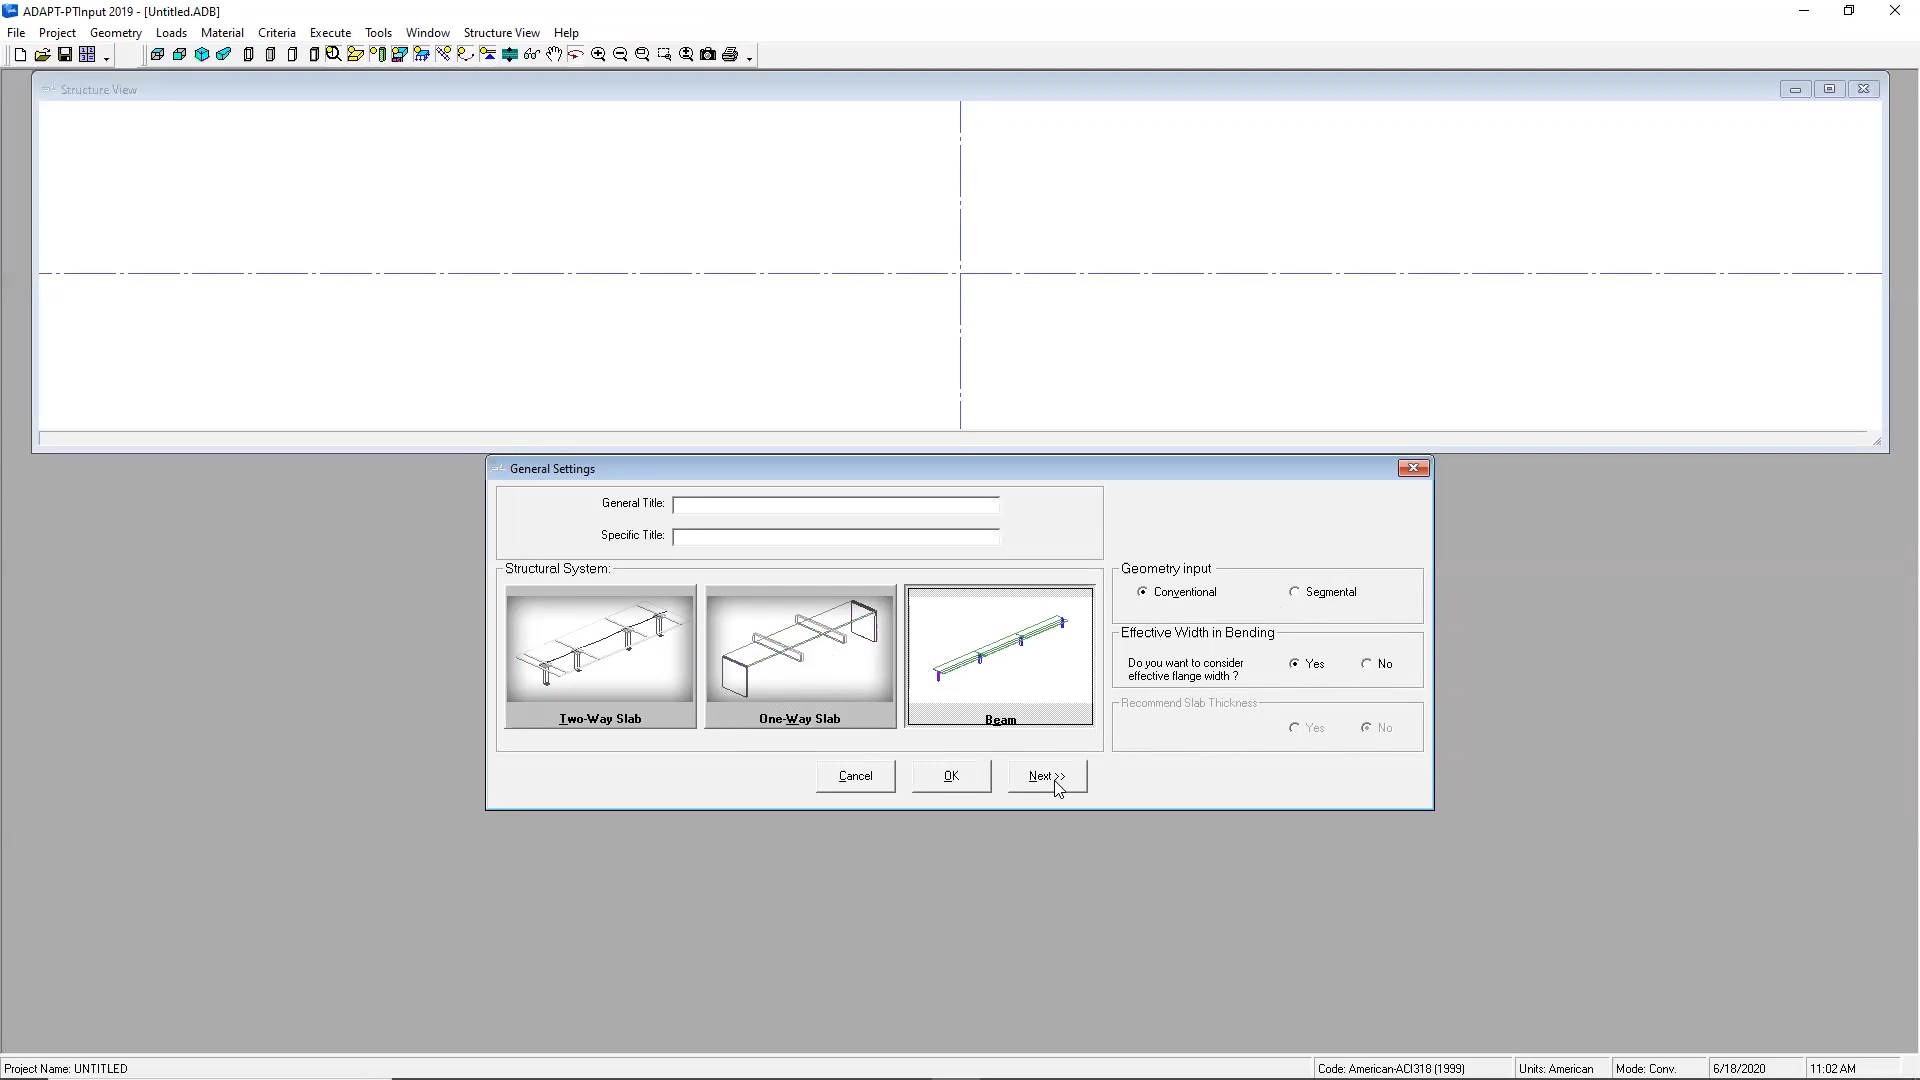 ADAPT-PTInput 2019 - [Untitled.ADB]
File Project Geometry Loads Material Criteria Execute Tools Window Structure View Help
Structure View
General Settings
General Title:
Specific Title:
Structural System:
Two-Way Slab
One-Way Slab
Beam
Geometry input
Conventional Segmental
Effective Width in Bending
Do you want to consider
effective flange width ?
Yes No
Recommend Slab Thickness
Yes No
Cancel OK Next >>
Project Name: UNTITLED Code: American-ACI318 (1999) Units: American Mode: Conv. 6/18/2020 11:02 AM